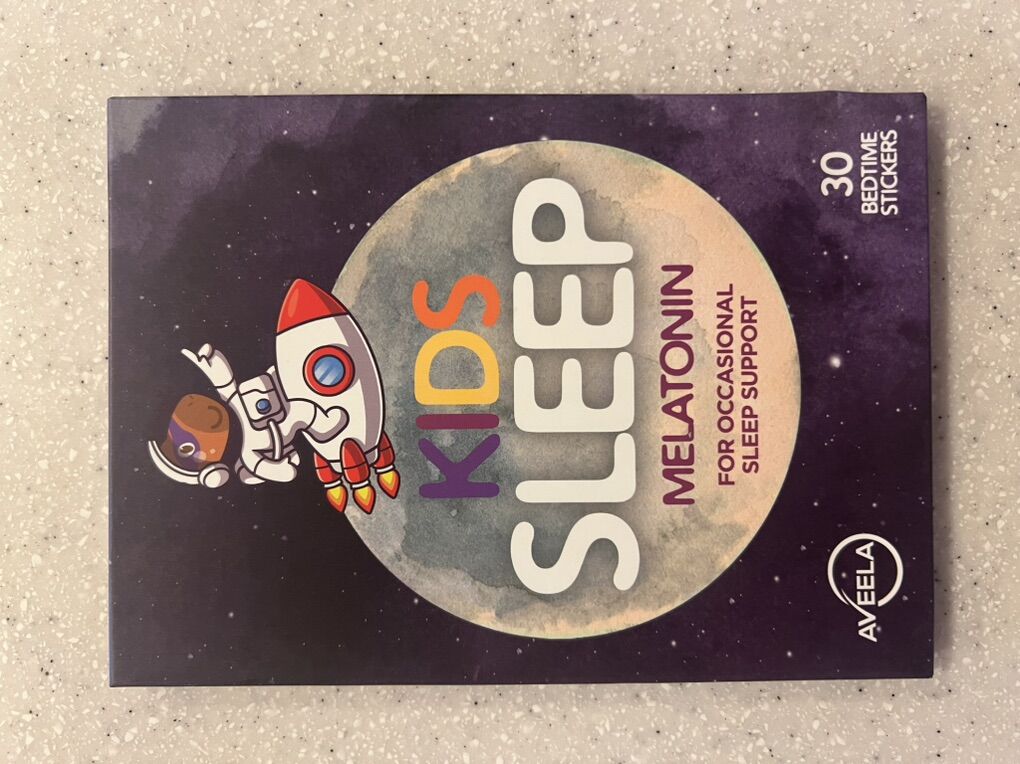 KIDS
SLEEP
MELATONIN
FOR OCCASIONAL
SLEEP SUPPORT
AVEELA
30
BEDTIME
STICKERS